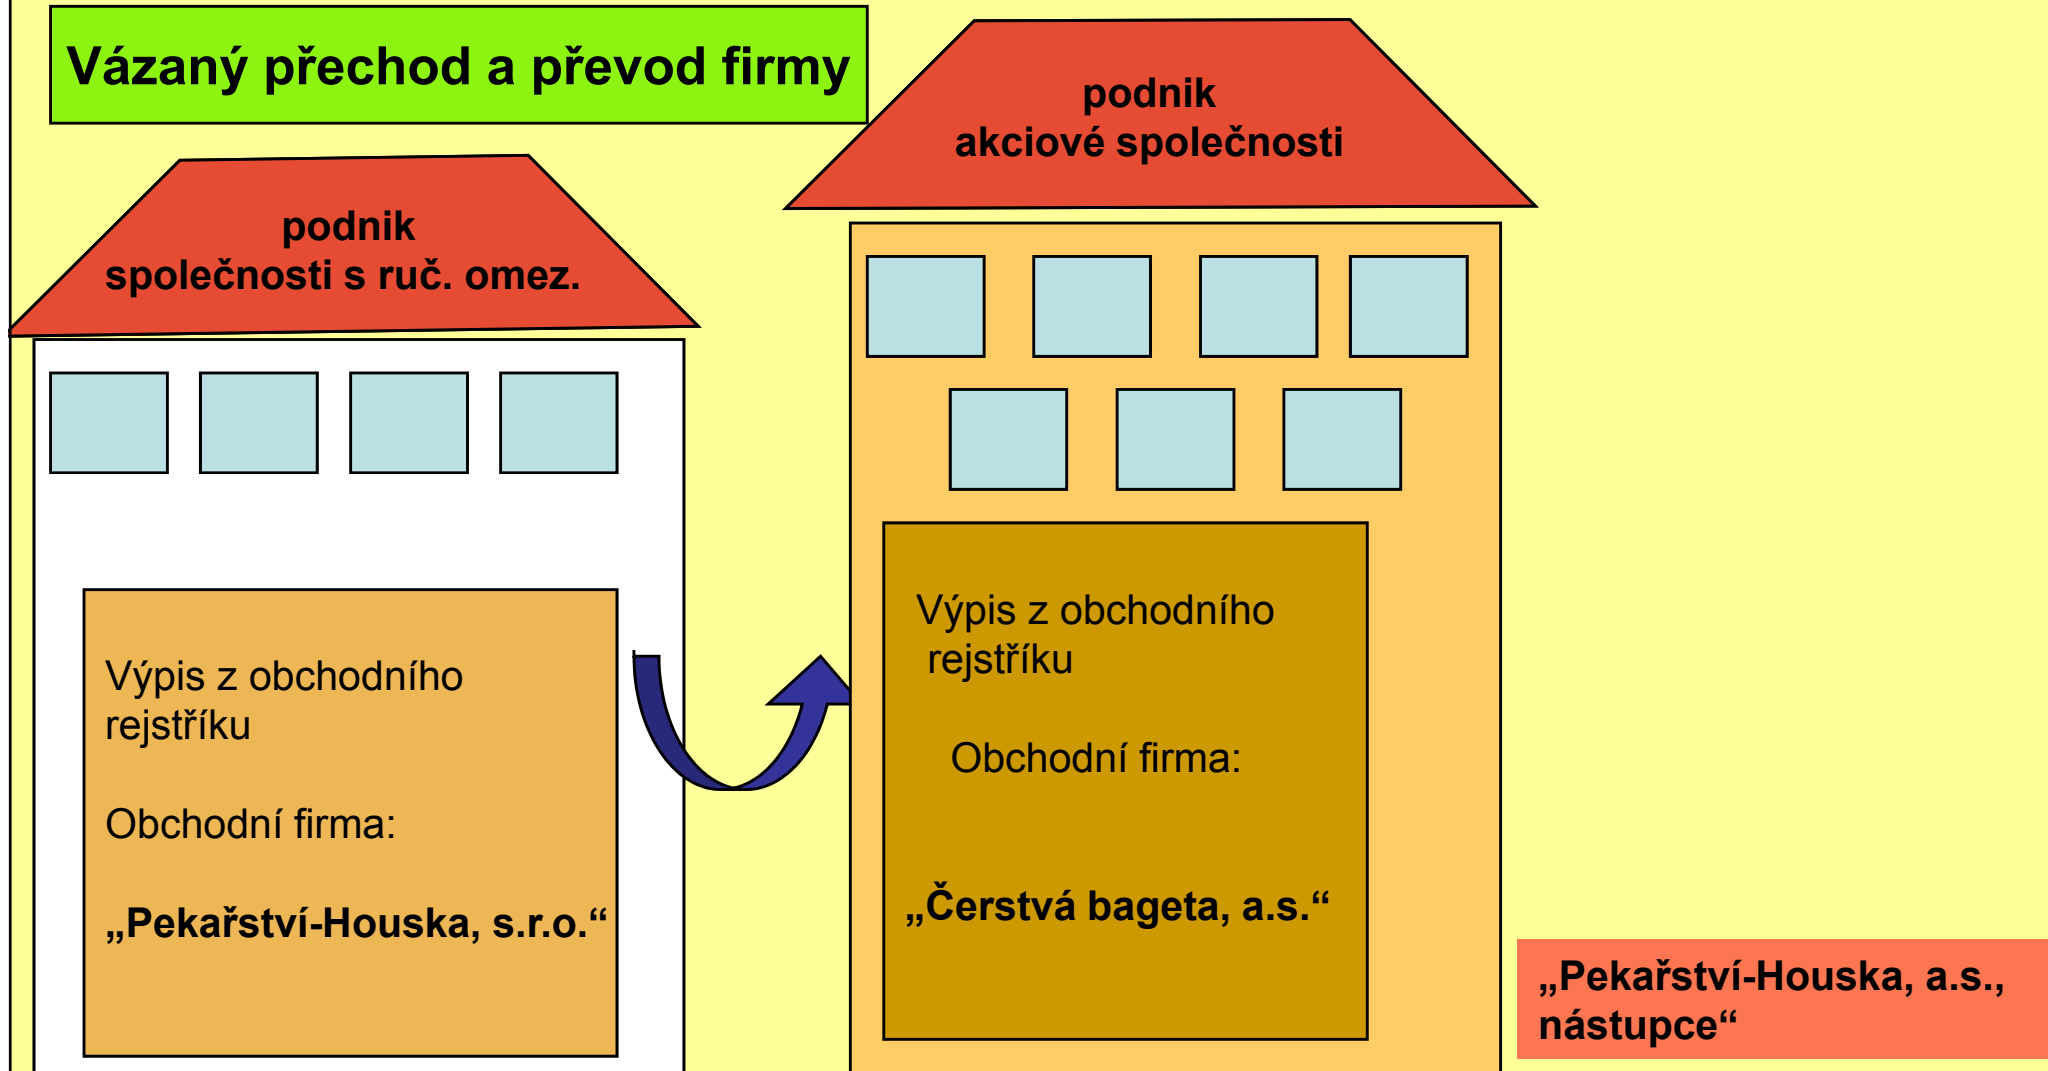 Vázaný přechod a převod firmy
podnik
společnosti s ruč. omez.
Výpis z obchodního
rejstříku
Obchodní firma:
„Pekařství-Houska, s.r.o.“
podnik
akciové společnosti
Výpis z obchodního
rejstříku
Obchodní firma:
„Čerstvá bageta, a.s.“
„Pekařství-Houska, a.s.,
nástupce“